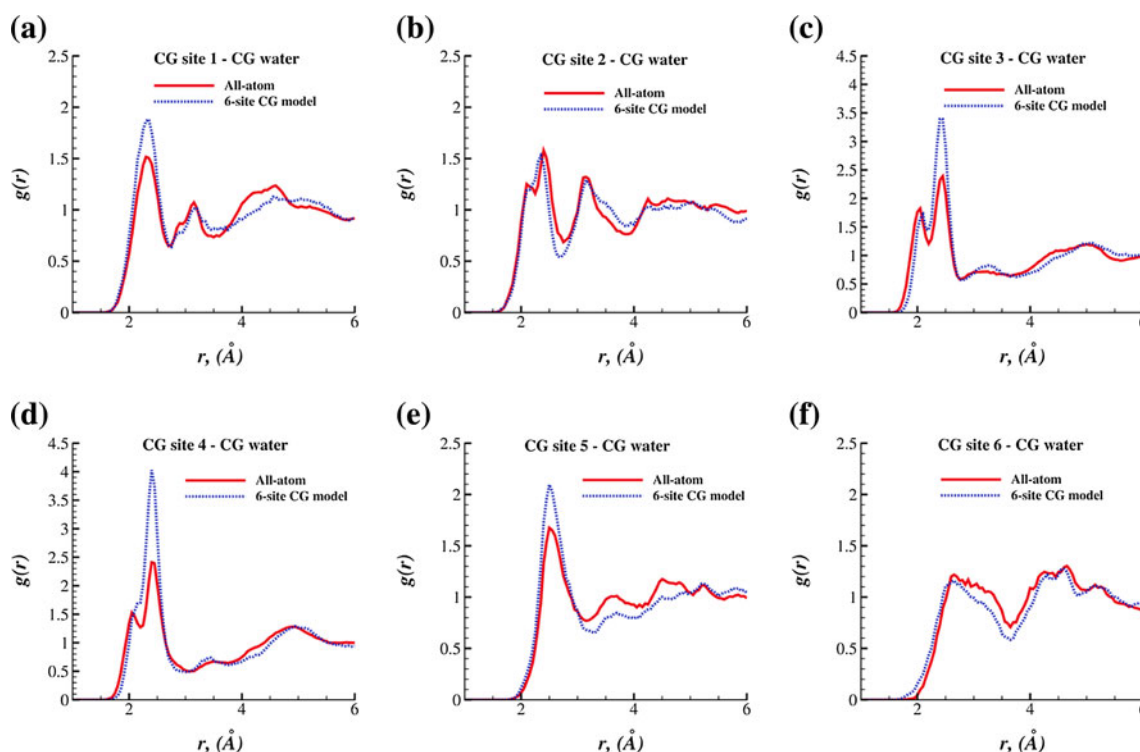 (a)
CG site 1 - CG water
All-atom
6-site CG model
2.5
2
1.5
1
0.5
0
g(r)
2
4
6
r, (Å)
(b)
CG site 2 - CG water
All-atom
6-site CG model
2.5
2
1.5
1
0.5
0
g(r)
2
4
6
r, (Å)
(c)
CG site 3 - CG water
All-atom
6-site CG model
4.5
4
3.5
3
2.5
2
1.5
1
0.5
0
g(r)
2
4
6
r, (Å)
(d)
CG site 4 - CG water
All-atom
6-site CG model
4.5
4
3.5
3
2.5
2
1.5
1
0.5
0
g(r)
2
4
6
r, (Å)
(e)
CG site 5 - CG water
All-atom
6-site CG model
2.5
2
1.5
1
0.5
0
g(r)
2
4
6
r, (Å)
(f)
CG site 6 - CG water
All-atom
6-site CG model
2.5
2
1.5
1
0.5
0
g(r)
2
4
6
r, (Å)